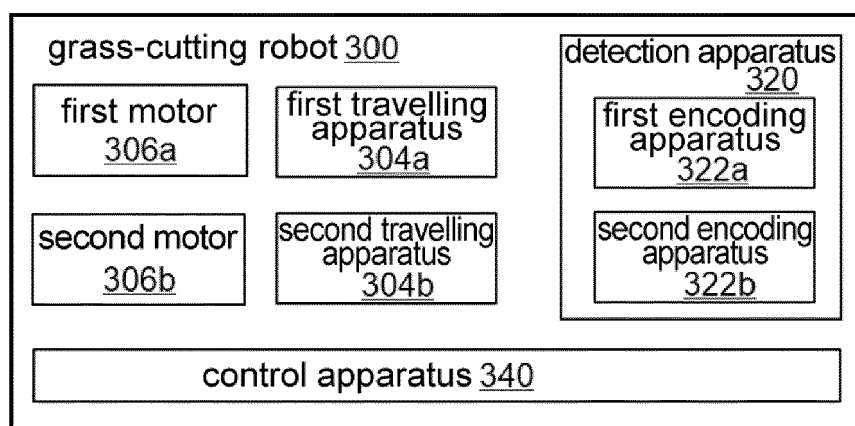 grass-cutting robot 300
first motor
306a
first travelling
apparatus
304a
second motor
306b
second travelling
apparatus
304b
detection apparatus
320
first encoding
apparatus
322a
second encoding
apparatus
322b
control apparatus 340